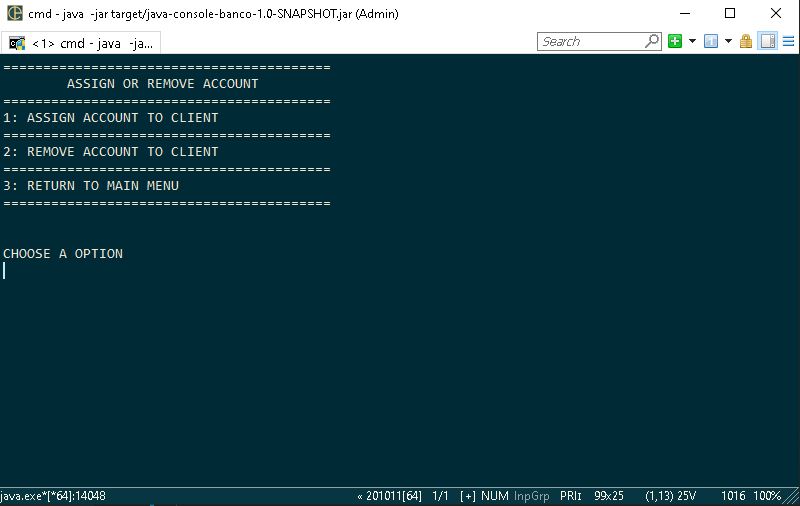 cmd - java  -jar target/java-console-banco-1.0-SNAPSHOT.jar (Admin)
<1> cmd - java  -ja...
Search
=========================================
ASSIGN OR REMOVE ACCOUNT
=========================================
1: ASSIGN ACCOUNT TO CLIENT
=========================================
2: REMOVE ACCOUNT TO CLIENT
=========================================
3: RETURN TO MAIN MENU
=========================================
CHOOSE A OPTION
java.exe*[*64]:14048 « 201011[64] 1/1 [+] NUM InpGrp PRI↕ 99x25 (1,13) 25V 1016 100%